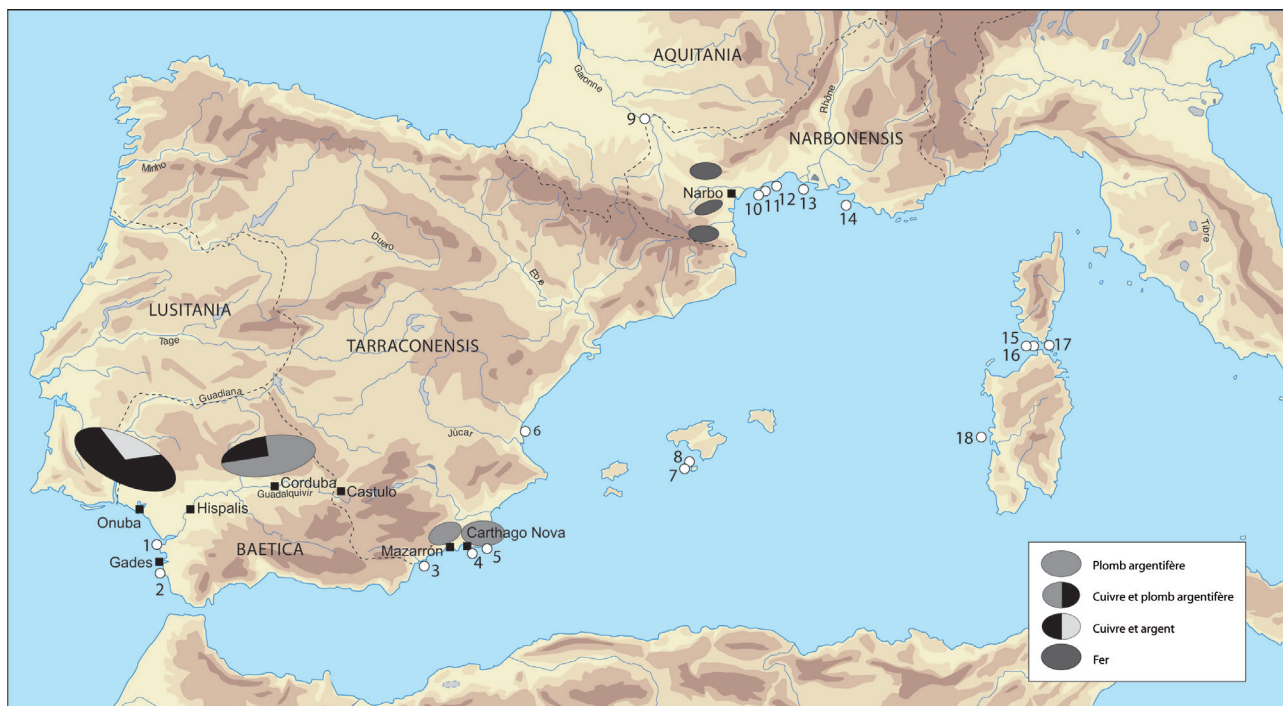 AQUITANIA
Garonne
Rhône
9
NARBONENSIS
Minho
Narbo
10
11
12
13
14
Tibre
Duero
LUSITANIA
TARRACONENSIS
Tage
15
16
17
Guadiana
6
Júcar
18
8
7
Corduba
Guadalquivir
Castulo
Onuba
Hispalis
Carthago Nova
1
BAETICA
Mazarrón
4
5
Gades
3
2
Plomb argentifère
Cuivre et plomb argentifère
Cuivre et argent
Fer